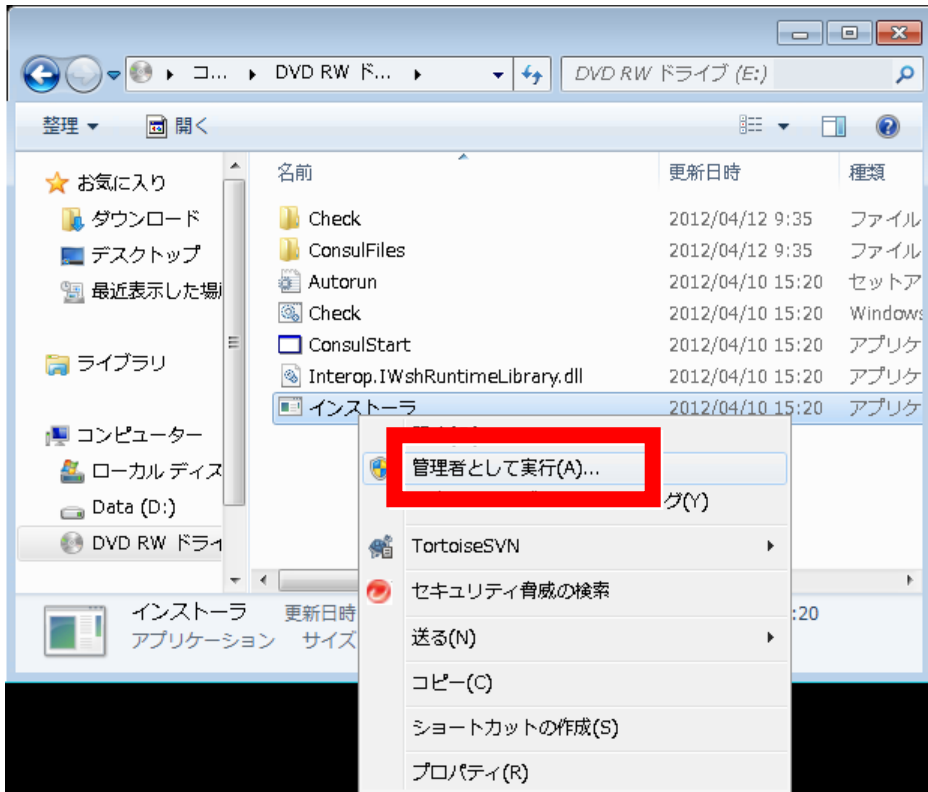 コ... DVD RW ド... DVD RW ドライブ (E:)
整理 開く
お気に入り
ダウンロード
デスクトップ
最近表示した場
ライブラリ
コンピューター
ローカル ディス
Data (D:)
DVD RW ドライ
名前 更新日時 種類
Check 2012/04/12 9:35 ファイル
ConsulFiles 2012/04/12 9:35 ファイル
Autorun 2012/04/10 15:20 セットア
Check 2012/04/10 15:20 Windows
ConsulStart 2012/04/10 15:20 アプリケ
Interop.IWshRuntimeLibrary.dll 2012/04/10 15:20 アプリケ
インストーラ 2012/04/10 15:20 アプリケ
管理者として実行(A)...
グ(Y)
TortoiseSVN
セキュリティ脅威の検索
送る(N)
コピー(C)
ショートカットの作成(S)
プロパティ(R)
インストーラ 更新日時 :20
アプリケーション サイズ